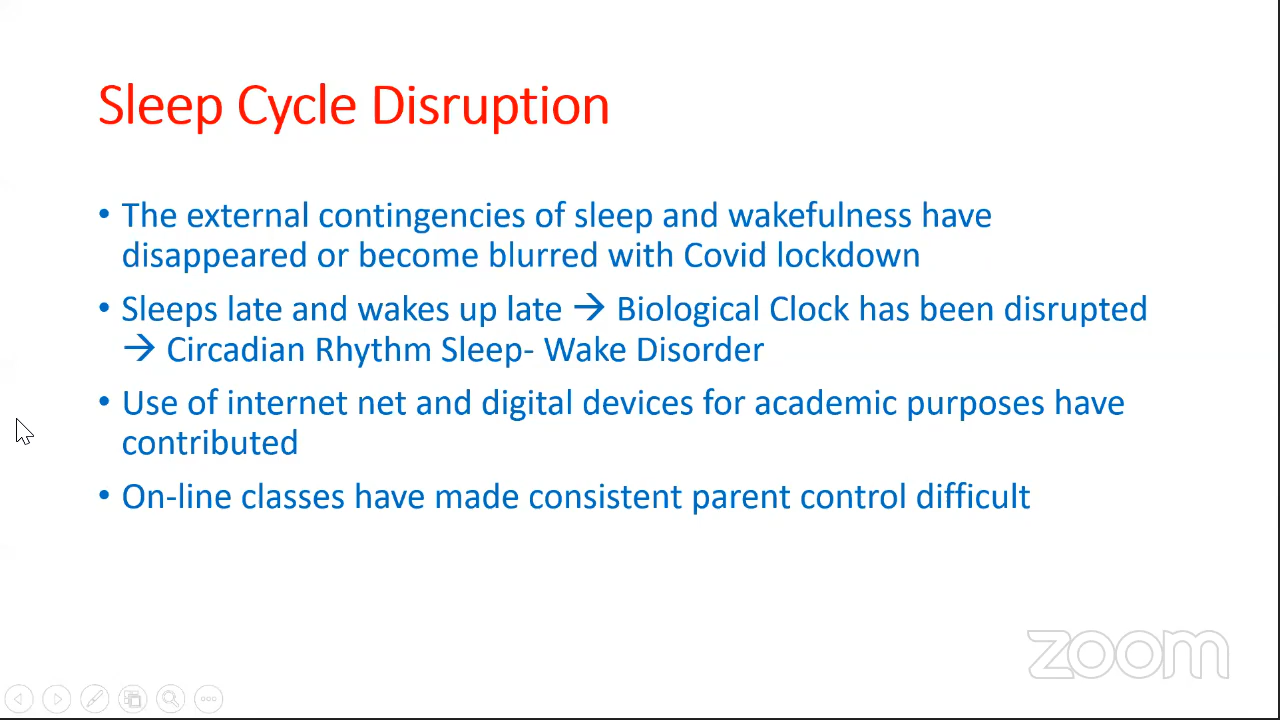 Sleep Cycle Disruption
• The external contingencies of sleep and wakefulness have
disappeared or become blurred with Covid lockdown
• Sleeps late and wakes up late → Biological Clock has been disrupted
→ Circadian Rhythm Sleep- Wake Disorder
• Use of internet net and digital devices for academic purposes have
contributed
• On-line classes have made consistent parent control difficult
zoom